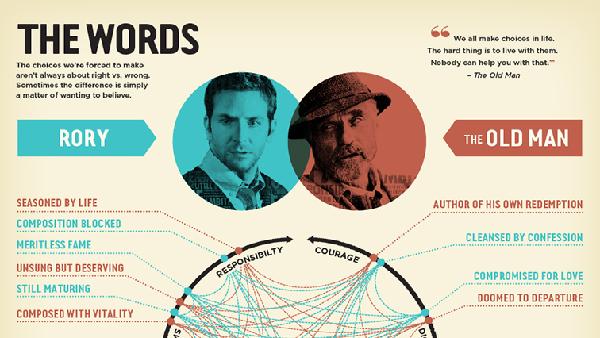 THE WORDS
The choices we're forced to make
aren't always about right vs. wrong.
Sometimes the difference is simply
a matter of wanting to believe.
“We all make choices in life.
The hard thing is to live with them.
Nobody can help you with that.”
– The Old Man
RORY
THE OLD MAN
SEASONED BY LIFE
COMPOSITION BLOCKED
MERITLESS FAME
UNSUNG BUT DESERVING
STILL MATURING
COMPOSED WITH VITALITY
AUTHOR OF HIS OWN REDEMPTION
CLEANSED BY CONFESSION
COMPROMISED FOR LOVE
DOOMED TO DEPARTURE
RESPONSIBILTY
COURAGE